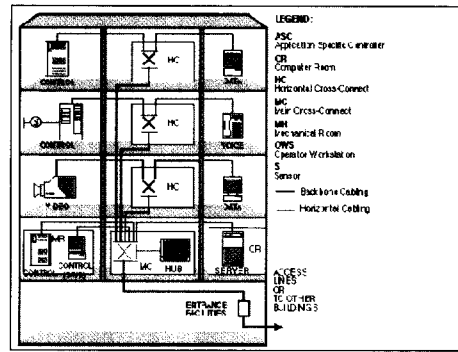 LEGEND:
ASC
Application Specific Controller
CR
Computer Room
HC
Horizontal Cross-Connect
MC
Main Cross-Connect
MR
Mechanical Room
OWS
Operator Workstation
S
Sensor
Backbone Cabling
Horizontal Cabling
CONTROL
HC
DATA
CONTROL
HC
VOICE
VIDEO
HC
DATA
MR
CONTROL
CONTROL
MC
HUB
SERVER
CR
ENTRANCE
FACILITIES
ACCESS
LINES
OR
TO OTHER
BUILDINGS